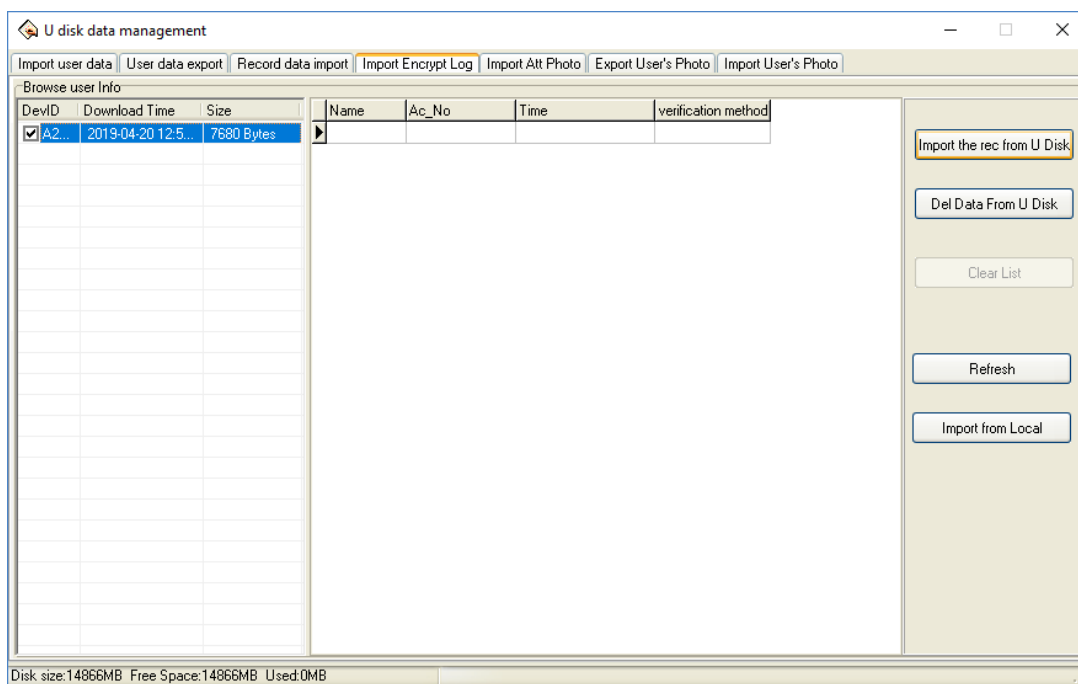 U disk data management
Import user data User data export Record data import Import Encrypt Log Import Att Photo Export User's Photo Import User's Photo
Browse user Info
DevID Download Time Size Name Ac_No Time verification method
A2... 2019-04-20 12:5... 7680 Bytes
Import the rec from U Disk
Del Data From U Disk
Clear List
Refresh
Import from Local
Disk size:14866MB Free Space:14866MB Used:0MB